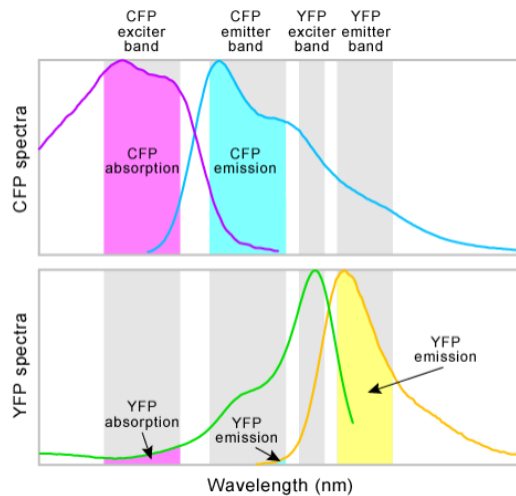 CFP exciter band
CFP emitter band
YFP exciter band
YFP emitter band
CFP spectra
CFP absorption
CFP emission
YFP spectra
YFP absorption
YFP emission
YFP emission
Wavelength (nm)